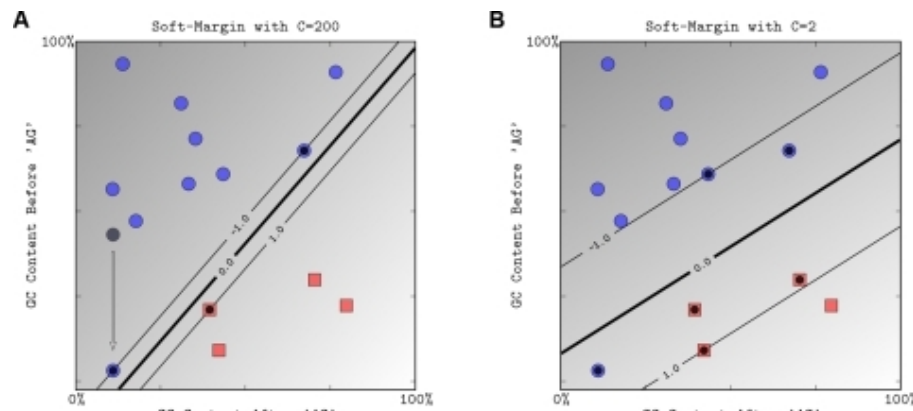 A
Soft-Margin with C=200
100%
GC Content Before 'AG'
-1.0
0.0
1.0
0%
100%
B
Soft-Margin with C=2
100%
GC Content Before 'AG'
-1.0
0.0
1.0
0%
100%